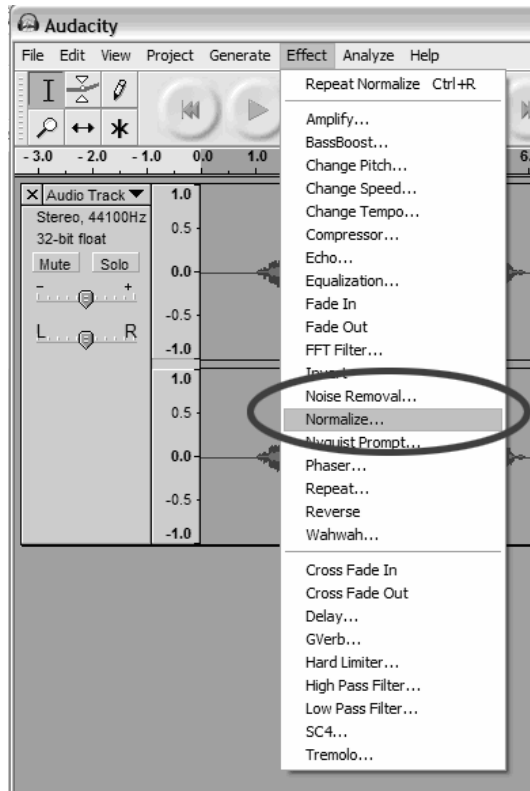 Audacity
File Edit View Project Generate Effect Analyze Help
Repeat Normalize Ctrl+R
Amplify...
BassBoost...
Change Pitch...
Change Speed...
Change Tempo...
Compressor...
Echo...
Equalization...
Fade In
Fade Out
FFT Filter...
Invert
Noise Removal...
Normalize...
Nyquist Prompt...
Phaser...
Repeat...
Reverse
Wahwah...
Cross Fade In
Cross Fade Out
Delay...
GVerb...
Hard Limiter...
High Pass Filter...
Low Pass Filter...
SC4...
Tremolo...
- 3.0 - 2.0 - 1.0 0.0 1.0 6.
X Audio Track
Stereo, 44100Hz
32-bit float
Mute Solo
- +
L R
1.0
0.5
0.0
-0.5
-1.0
1.0
0.5
0.0
-0.5
-1.0